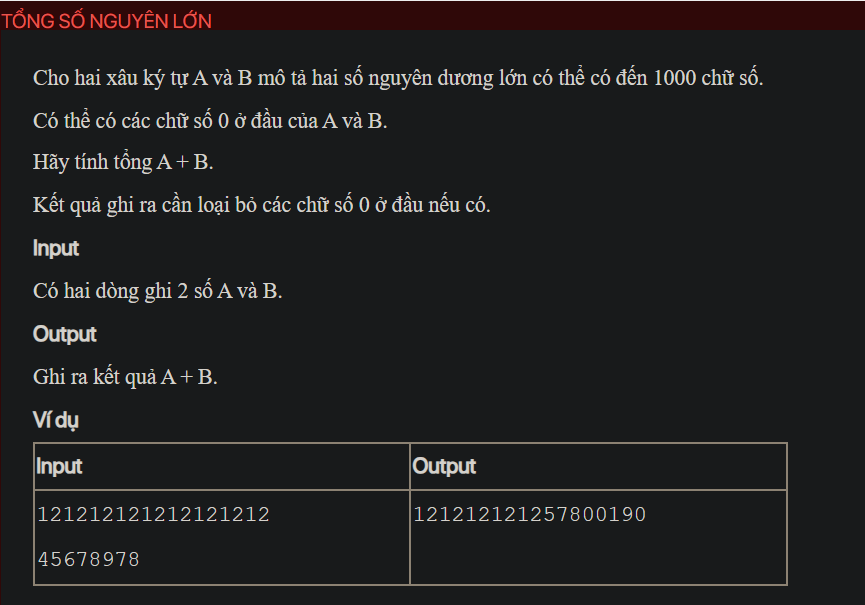 TỔNG SỐ NGUYÊN LỚN
Cho hai xâu ký tự A và B mô tả hai số nguyên dương lớn có thể có đến 1000 chữ số.
Có thể có các chữ số 0 ở đầu của A và B.
Hãy tính tổng A + B.
Kết quả ghi ra cần loại bỏ các chữ số 0 ở đầu nếu có.
Input
Có hai dòng ghi 2 số A và B.
Output
Ghi ra kết quả A + B.
Ví dụ
Input Output
121212121212121212 121212121257800190
45678978